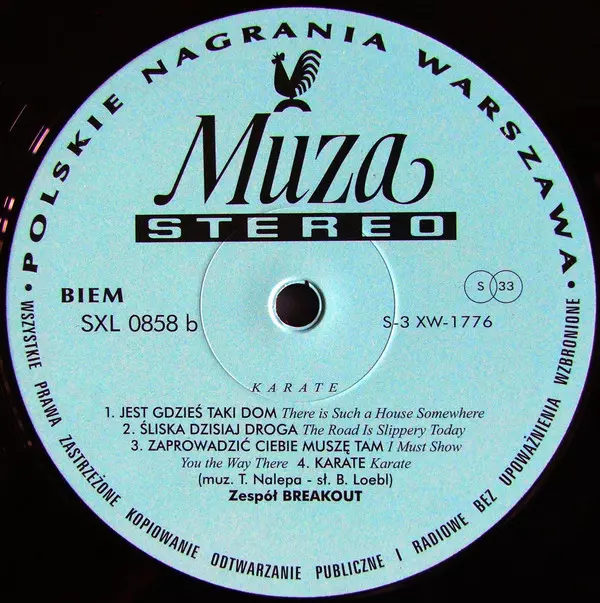 • POLSKIE NAGRANIA WARSZAWA •
Muza
STEREO
BIEM
S 33
SXL 0858 b
S-3 XW-1776
KARATE
1. JEST GDZIEŚ TAKI DOM There is Such a House Somewhere
2. ŚLISKA DZISIAJ DROGA The Road Is Slippery Today
3. ZAPROWADZIĆ CIEBIE MUSZĘ TAM I Must Show
You the Way There 4. KARATE Karate
(muz. T. Nalepa - sł. B. Loebl)
Zespół BREAKOUT
WSZYSTKIE PRAWA ZASTRZEŻONE KOPIOWANIE ODTWARZANIE PUBLICZNE I RADIOWE BEZ UPOWAŻNIENIA WZBRONIONE